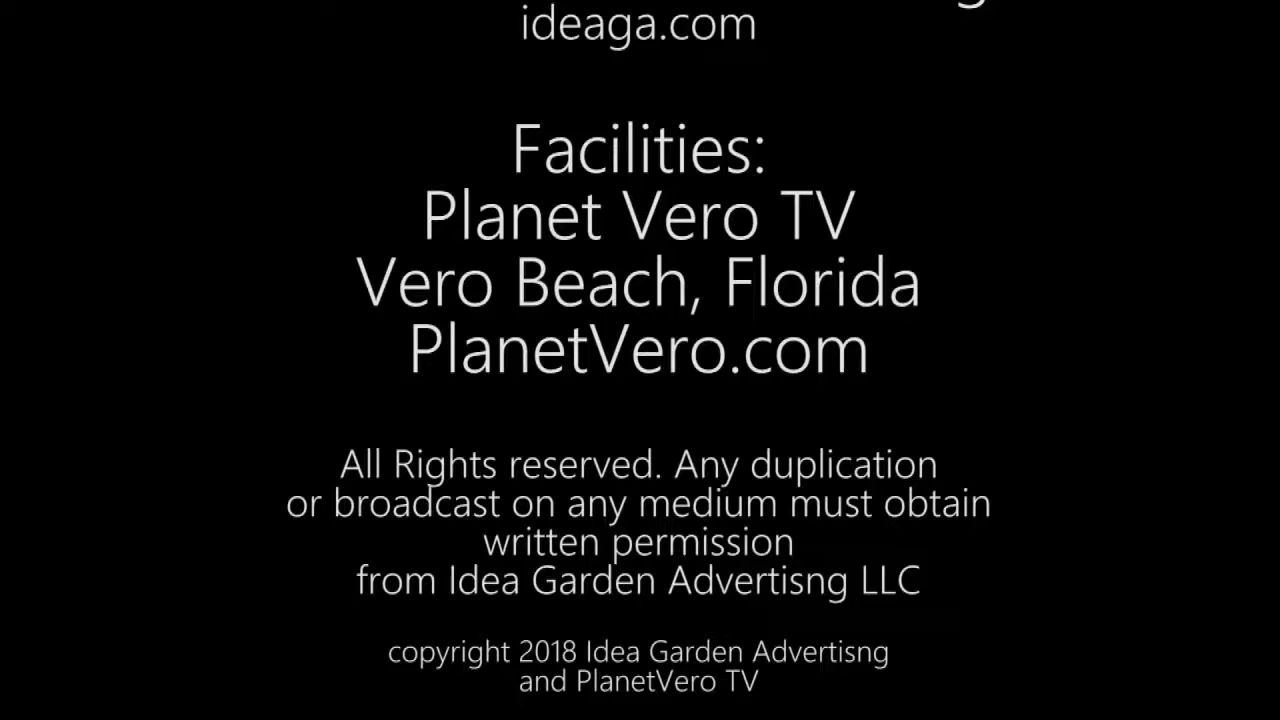 ideaga.com
Facilities:
Planet Vero TV
Vero Beach, Florida
PlanetVero.com
All Rights reserved. Any duplication
or broadcast on any medium must obtain
written permission
from Idea Garden Advertisng LLC
copyright 2018 Idea Garden Advertisng
and PlanetVero TV